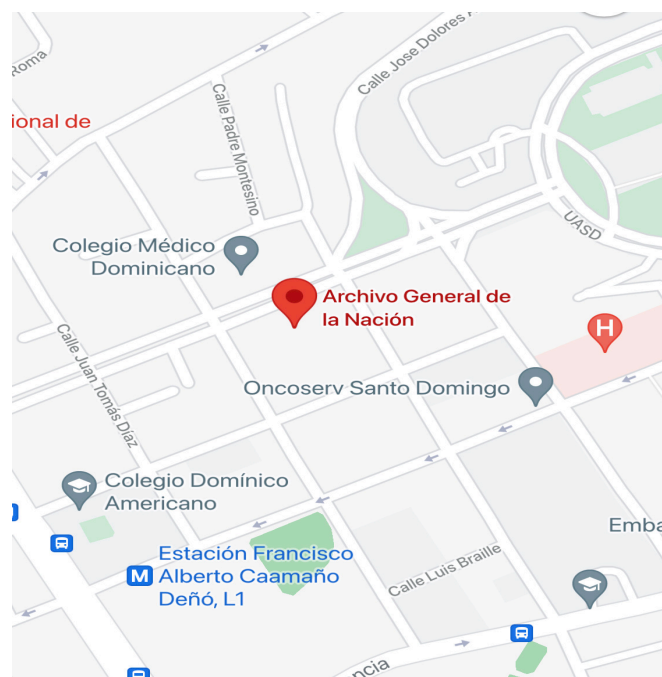 Roma
Calle Jose Dolores A
ional de
Calle Padre Montesino
UASD
Colegio Médico
Dominicano
Archivo General de
la Nación
H
Calle Juan Tomás Díaz
Oncoserv Santo Domingo
Colegio Domínico
Americano
Emba
Estación Francisco
Alberto Caamaño
Deñó, L1
M
Calle Luis Braille
ncia